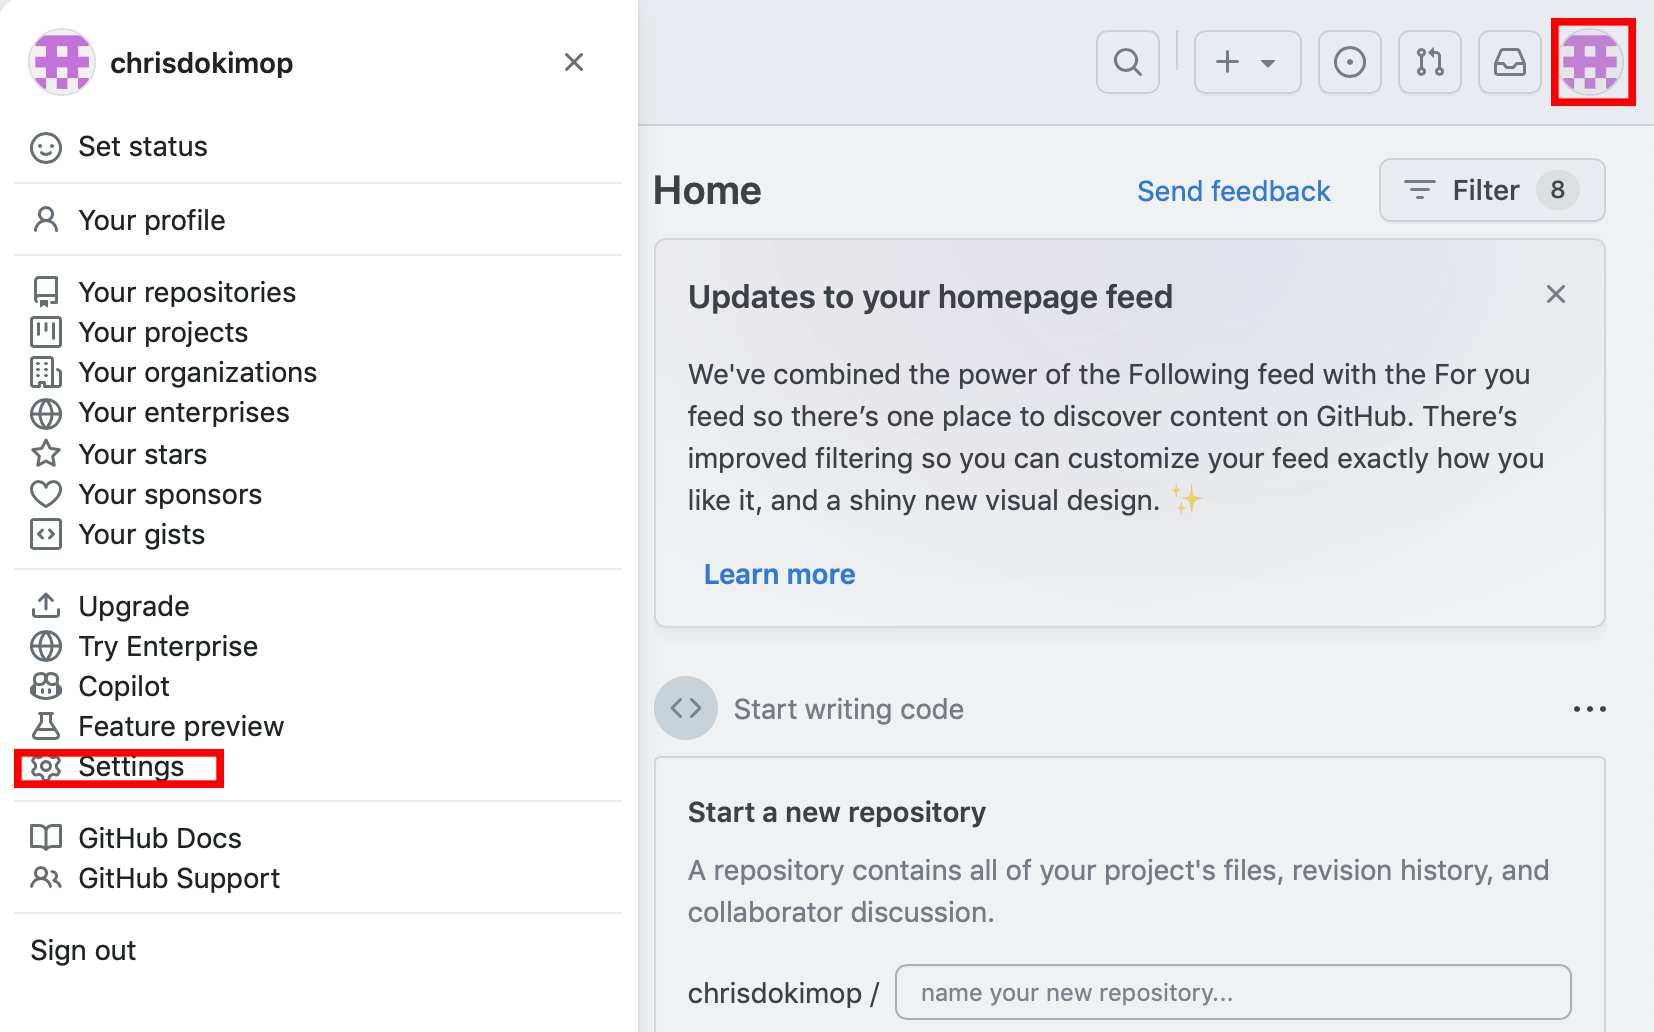 chrisdokimop
Set status
Your profile
Your repositories
Your projects
Your organizations
Your enterprises
Your stars
Your sponsors
Your gists
Upgrade
Try Enterprise
Copilot
Feature preview
Settings
GitHub Docs
GitHub Support
Sign out
Home
Send feedback
Filter 8
Updates to your homepage feed
We've combined the power of the Following feed with the For you
feed so there’s one place to discover content on GitHub. There’s
improved filtering so you can customize your feed exactly how you
like it, and a shiny new visual design. ✨
Learn more
Start writing code
Start a new repository
A repository contains all of your project's files, revision history, and
collaborator discussion.
chrisdokimop / name your new repository...